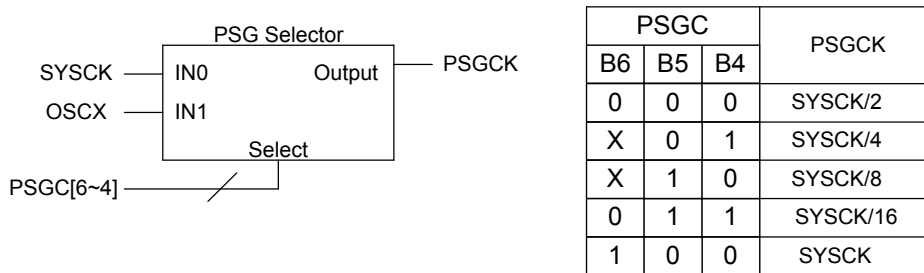 PSG Selector
SYSCK IN0 Output PSGCK
OSCX IN1
Select
PSGC[6~4]
PSGC PSGCK
B6 B5 B4
0 0 0 SYSCK/2
X 0 1 SYSCK/4
X 1 0 SYSCK/8
0 1 1 SYSCK/16
1 0 0 SYSCK